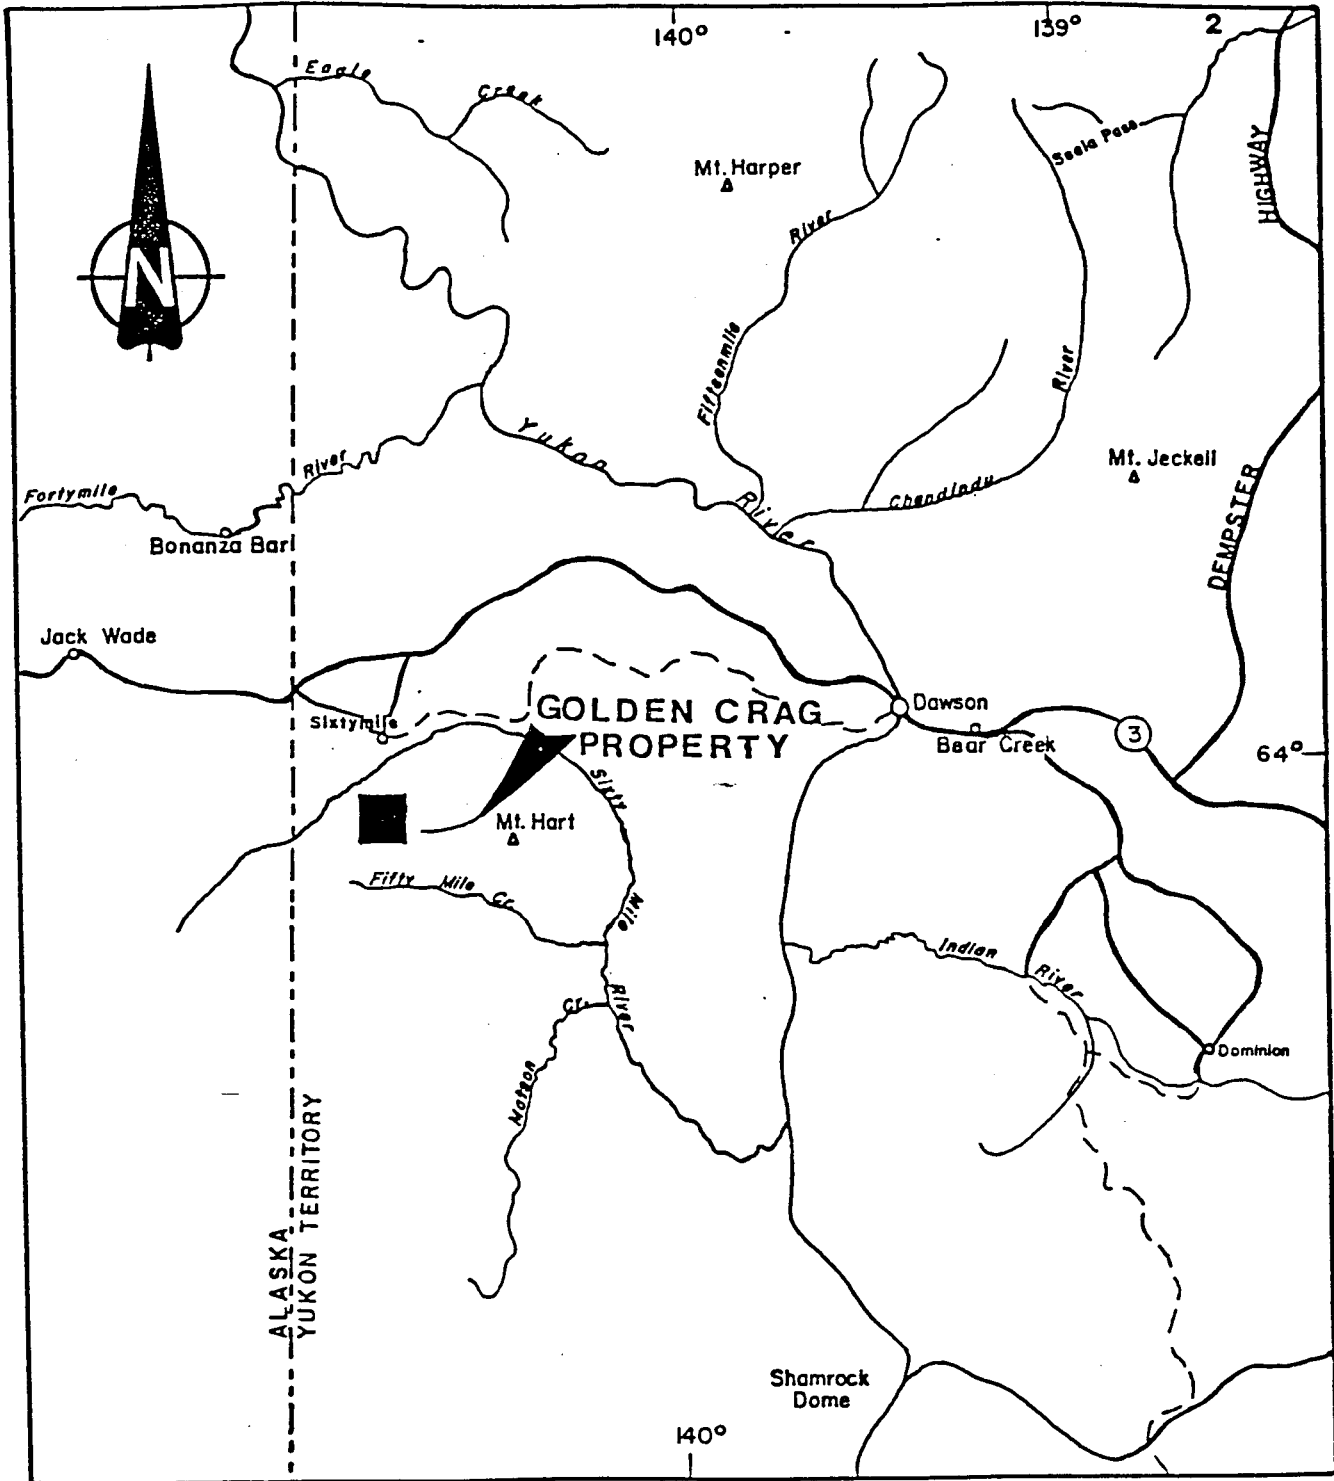 140°
139°
2
Eagle
Creek
Mt. Harper
Seela Pass
HIGHWAY
N
River
Fifteenmile
River
Yukon
River
Fortymile
River
Mt. Jeckell
Chandindu
DEMPSTER
Bonanza Bar
Jack Wade
Sixtymile
GOLDEN CRAG
PROPERTY
Dawson
Bear Creek
3
64°
Sixty
Mile
River
Mt. Hart
Fifty Mile Cr.
Indian
River
Cr.
Matson
Dominion
ALASKA
YUKON TERRITORY
Shamrock
Dome
140°